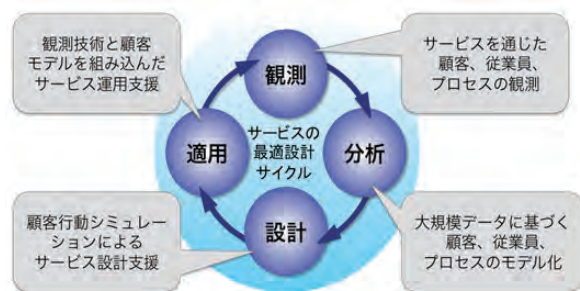 観測技術と顧客
モデルを組み込んだ
サービス運用支援
観測
サービスを通じた
顧客、従業員、
プロセスの観測
適用
サービスの
最適設計
サイクル
分析
顧客行動シミュレー
ションによる
サービス設計支援
設計
大規模データに基づく
顧客、従業員、
プロセスのモデル化